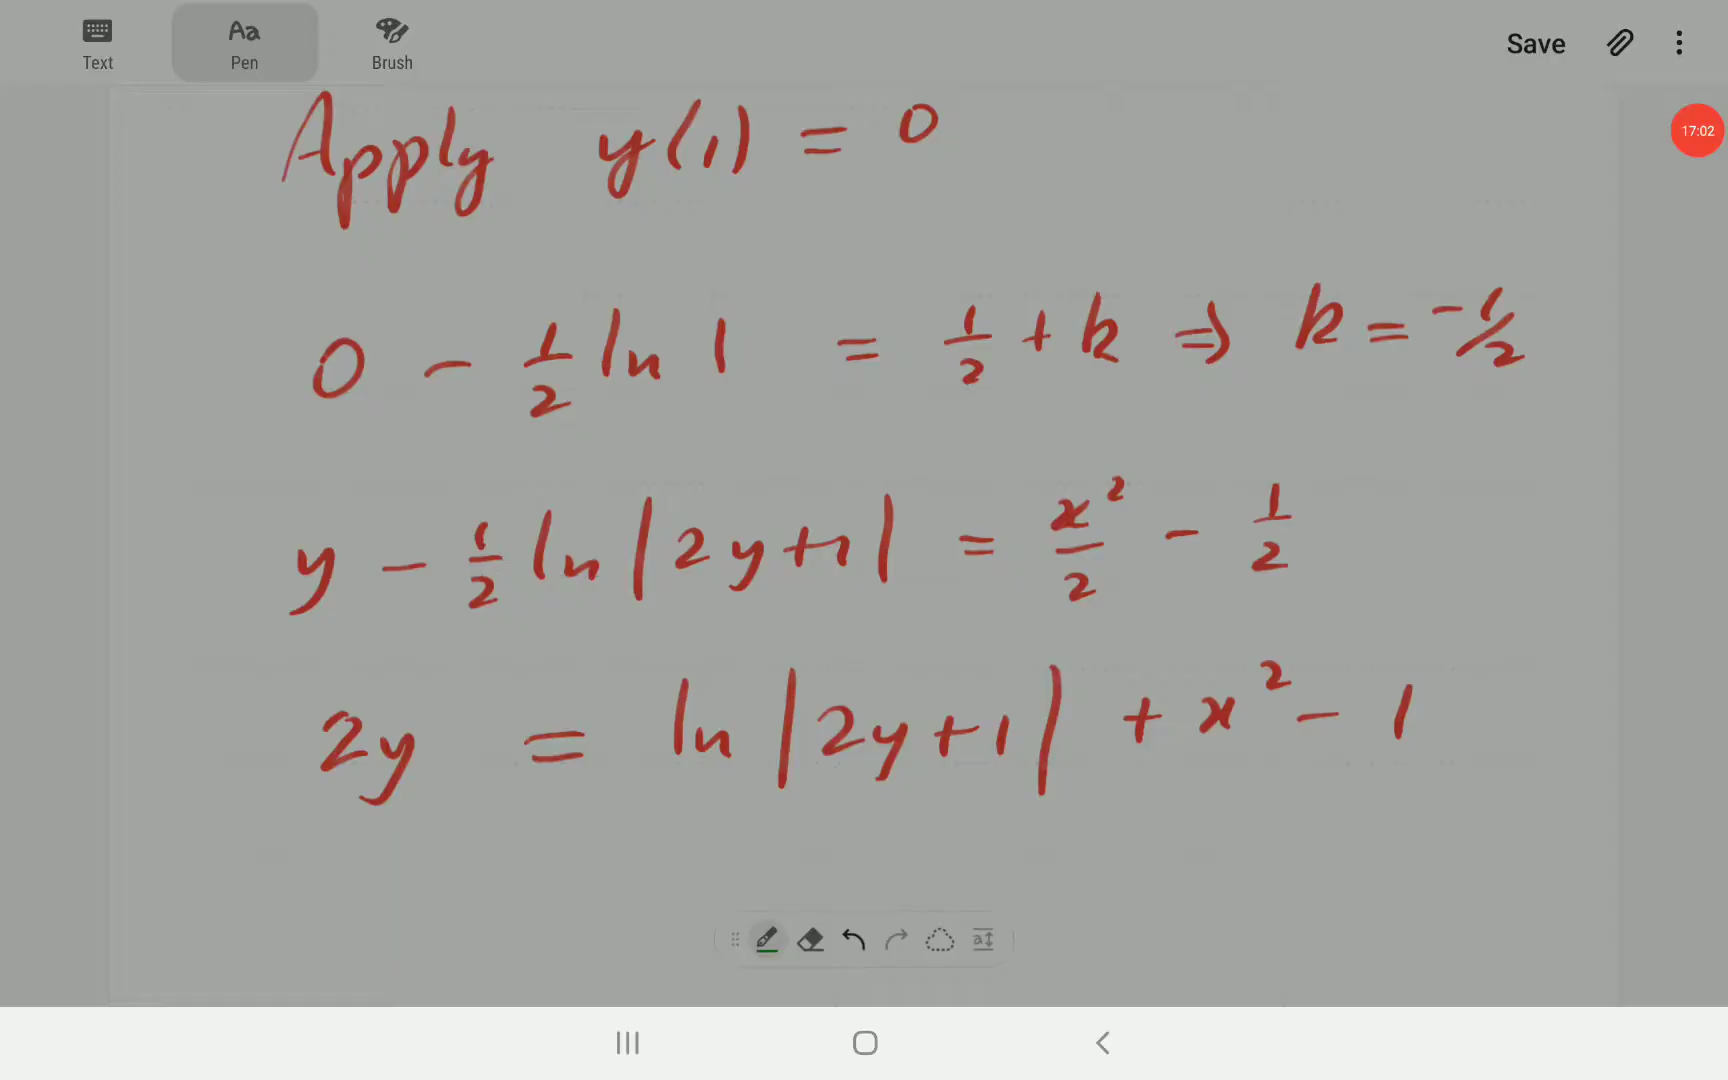 Text Pen Brush Save
17:02
Apply y(1) = 0
0 - 1/2 ln 1 = 1/2 + k ⇒ k = -1/2
y - 1/2 ln |2y+1| = x²/2 - 1/2
2y = ln |2y+1| + x² - 1